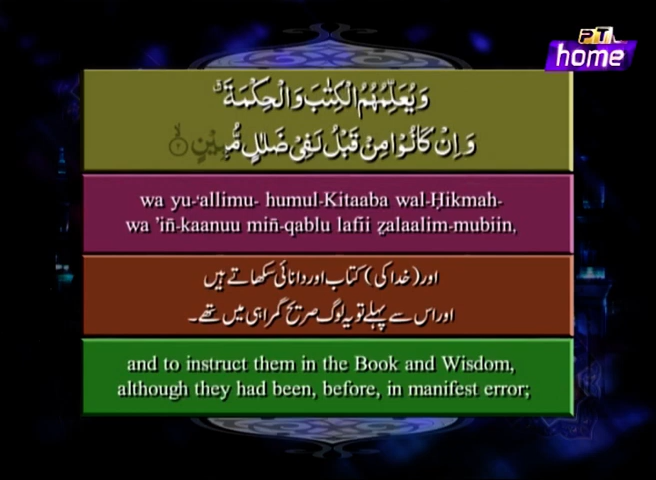 PTV
home
وَيُعَلِّمُهُمُ الْكِتٰبَ وَالْحِكْمَةَ ۗ
وَاِنْ كَانُوْا مِنْ قَبْلُ لَفِیْ ضَلٰلٍ مُّبِيْنٍ ۙ﴿۲﴾
wa yu-‘allimu- humul-Kitaaba wal-Ḥikmah-
wa ’iñ-kaanuu miñ-qablu lafii ẓalaalim-mubiin,
اور (خدا کی) کتاب اور دانائی سکھاتے ہیں
اور اس سے پہلے تو یہ لوگ صریح گمراہی میں تھے۔
and to instruct them in the Book and Wisdom,
although they had been, before, in manifest error;